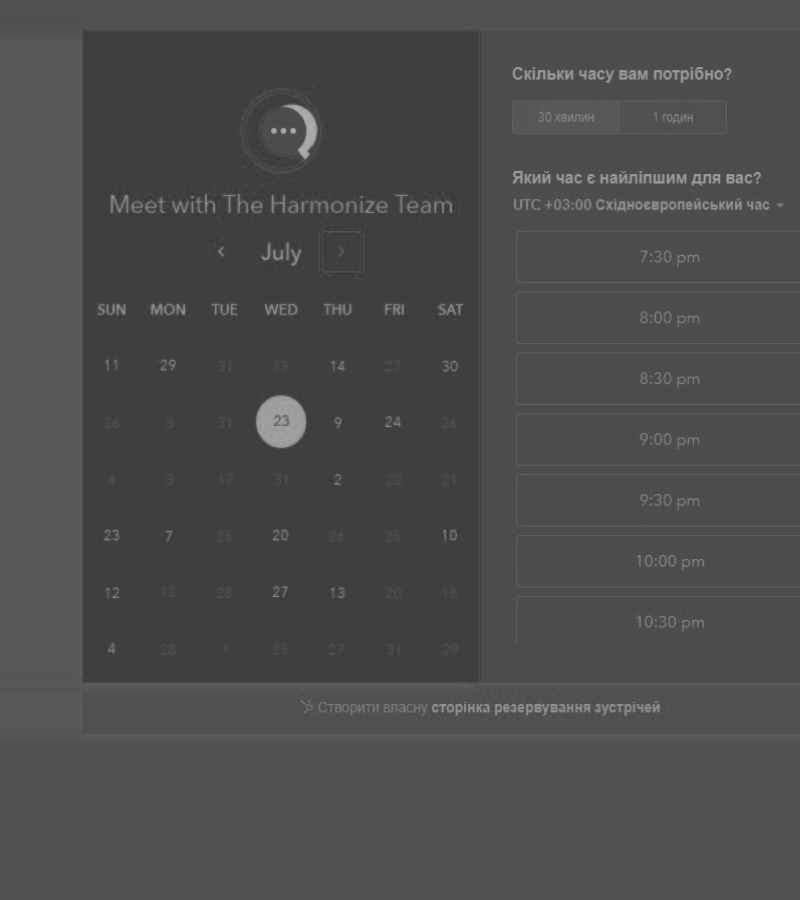 Meet with The Harmonize Team
July
SUN MON TUE WED THU FRI SAT
11 29 31 19 14 27 30
26 3 31 23 9 24 26
4 3 17 31 2 22 21
23 7 25 20 26 25 10
12 12 28 27 13 20 18
4 28 1 25 27 31 29
Скільки часу вам потрібно?
30 хвилин 1 годин
Який час є найліпшим для вас?
UTC +03:00 Східноєвропейський час
7:30 pm
8:00 pm
8:30 pm
9:00 pm
9:30 pm
10:00 pm
10:30 pm
Створити власну сторінка резервування зустрічей